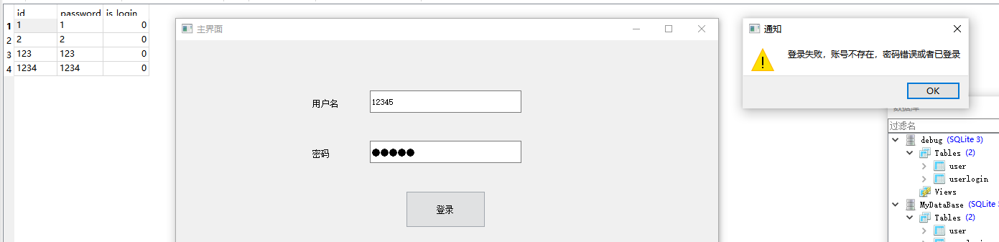 id password is_login
1 1 1 0
2 2 2 0
3 123 123 0
4 1234 1234 0
主界面
用户名 12345
密码
登录
通知
登录失败，账号不存在，密码错误或者已登录
OK
数据库
过滤名
debug (SQLite 3)
Tables (2)
user
userlogin
Views
MyDataBase (SQLite 3
Tables (2)
user